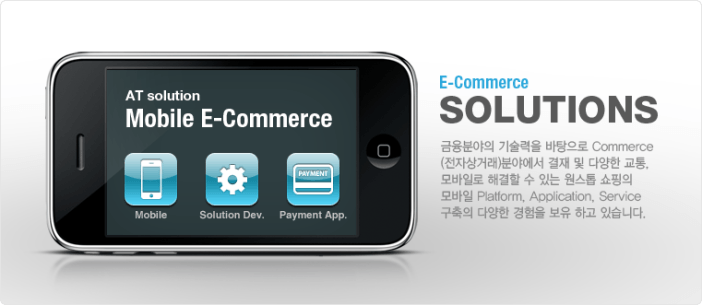 AT solution
Mobile E-Commerce
PAYMENT
Mobile
Solution Dev.
Payment App.
E-Commerce
SOLUTIONS
금융분야의 기술력을 바탕으로 Commerce
(전자상거래)분야에서 결재 및 다양한 교통,
모바일로 해결할 수 있는 원스톱 쇼핑의
모바일 Platform, Application, Service
구축의 다양한 경험을 보유 하고 있습니다.